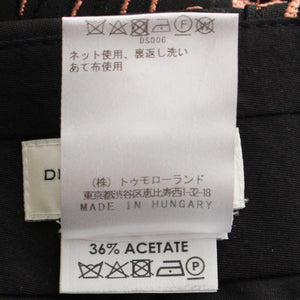 DS006
ネット使用、裏返し洗い
あて布使用
(株) トゥモローランド
東京都渋谷区恵比寿西1-32-18
MADE IN HUNGARY
36% ACETATE